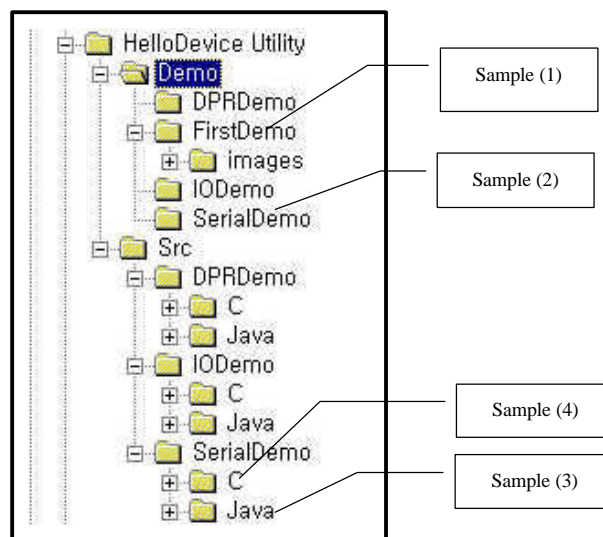 HelloDevice Utility
Demo
DPRDemo
FirstDemo
images
IODemo
SerialDemo
Src
DPRDemo
C
Java
IODemo
C
Java
SerialDemo
C
Java
Sample (1)
Sample (2)
Sample (4)
Sample (3)